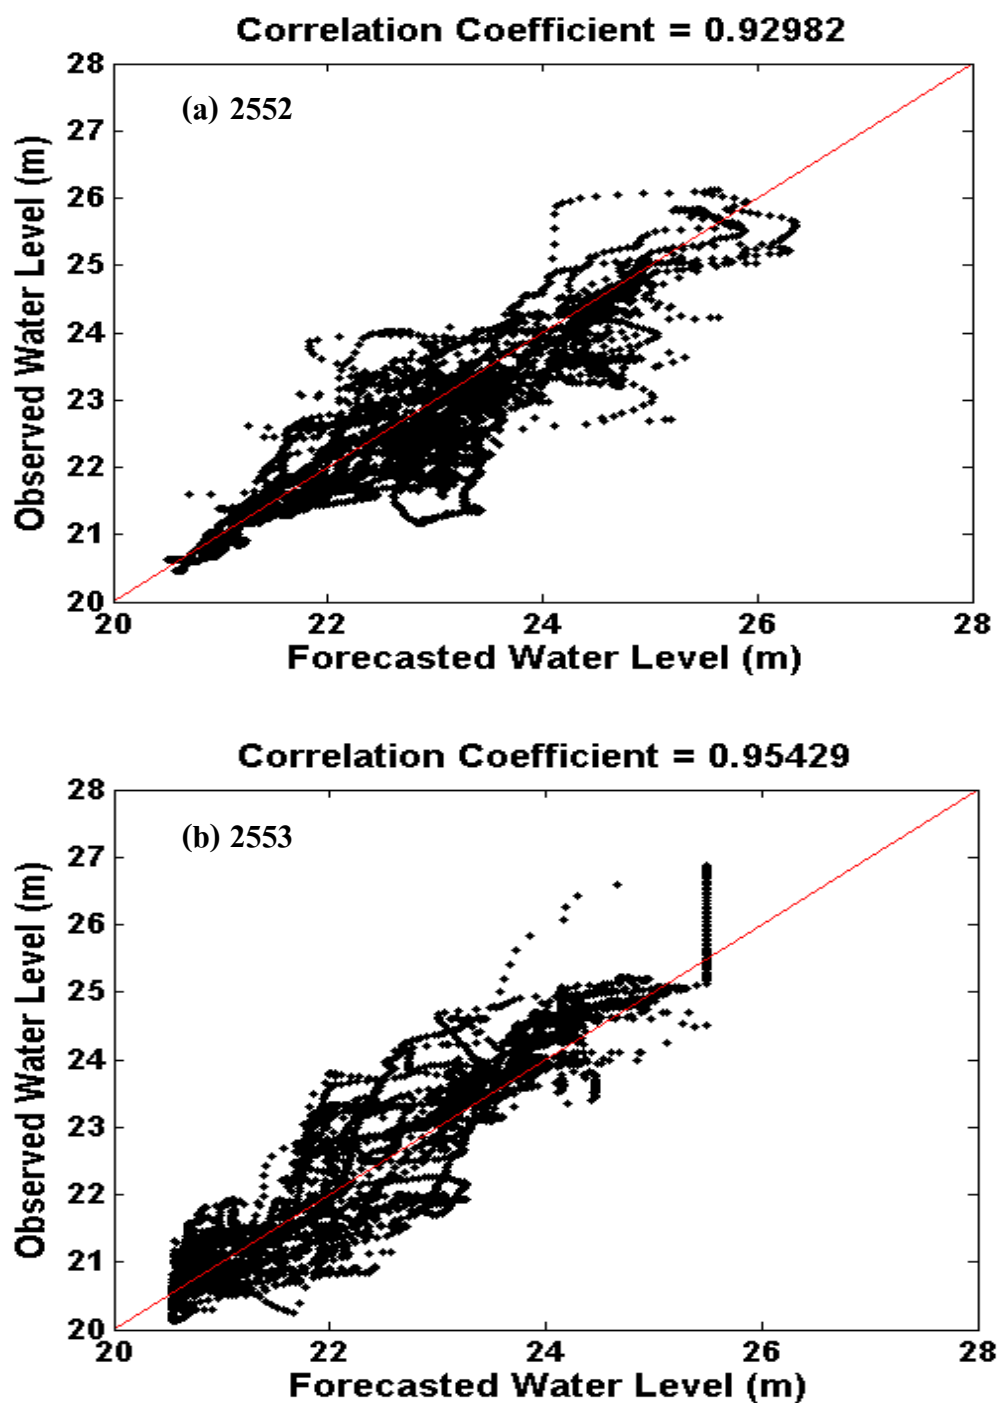 Correlation Coefficient = 0.92982
(a) 2552
Observed Water Level (m)
28
27
26
25
24
23
22
21
20
20 22 24 26 28
Forecasted Water Level (m)
Correlation Coefficient = 0.95429
(b) 2553
Observed Water Level (m)
28
27
26
25
24
23
22
21
20
20 22 24 26 28
Forecasted Water Level (m)